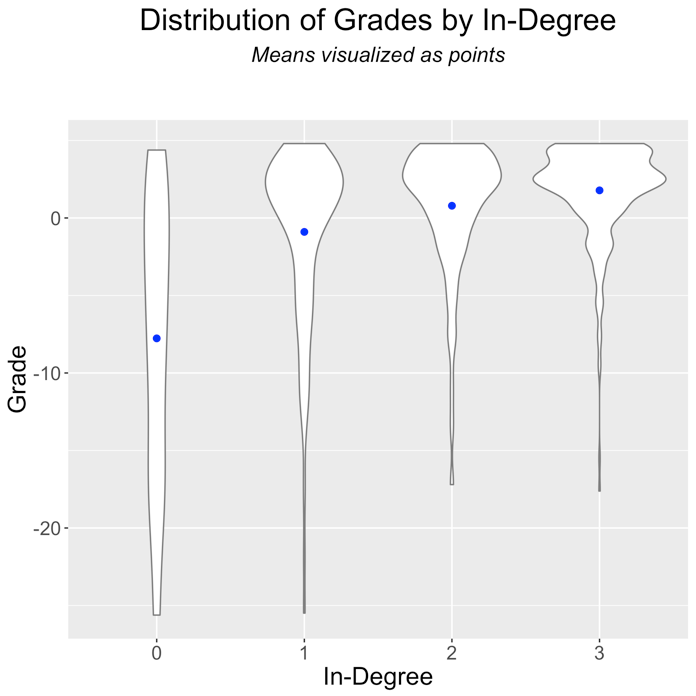 Distribution of Grades by In-Degree
Means visualized as points
Grade
0
-10
-20
0 1 2 3
In-Degree